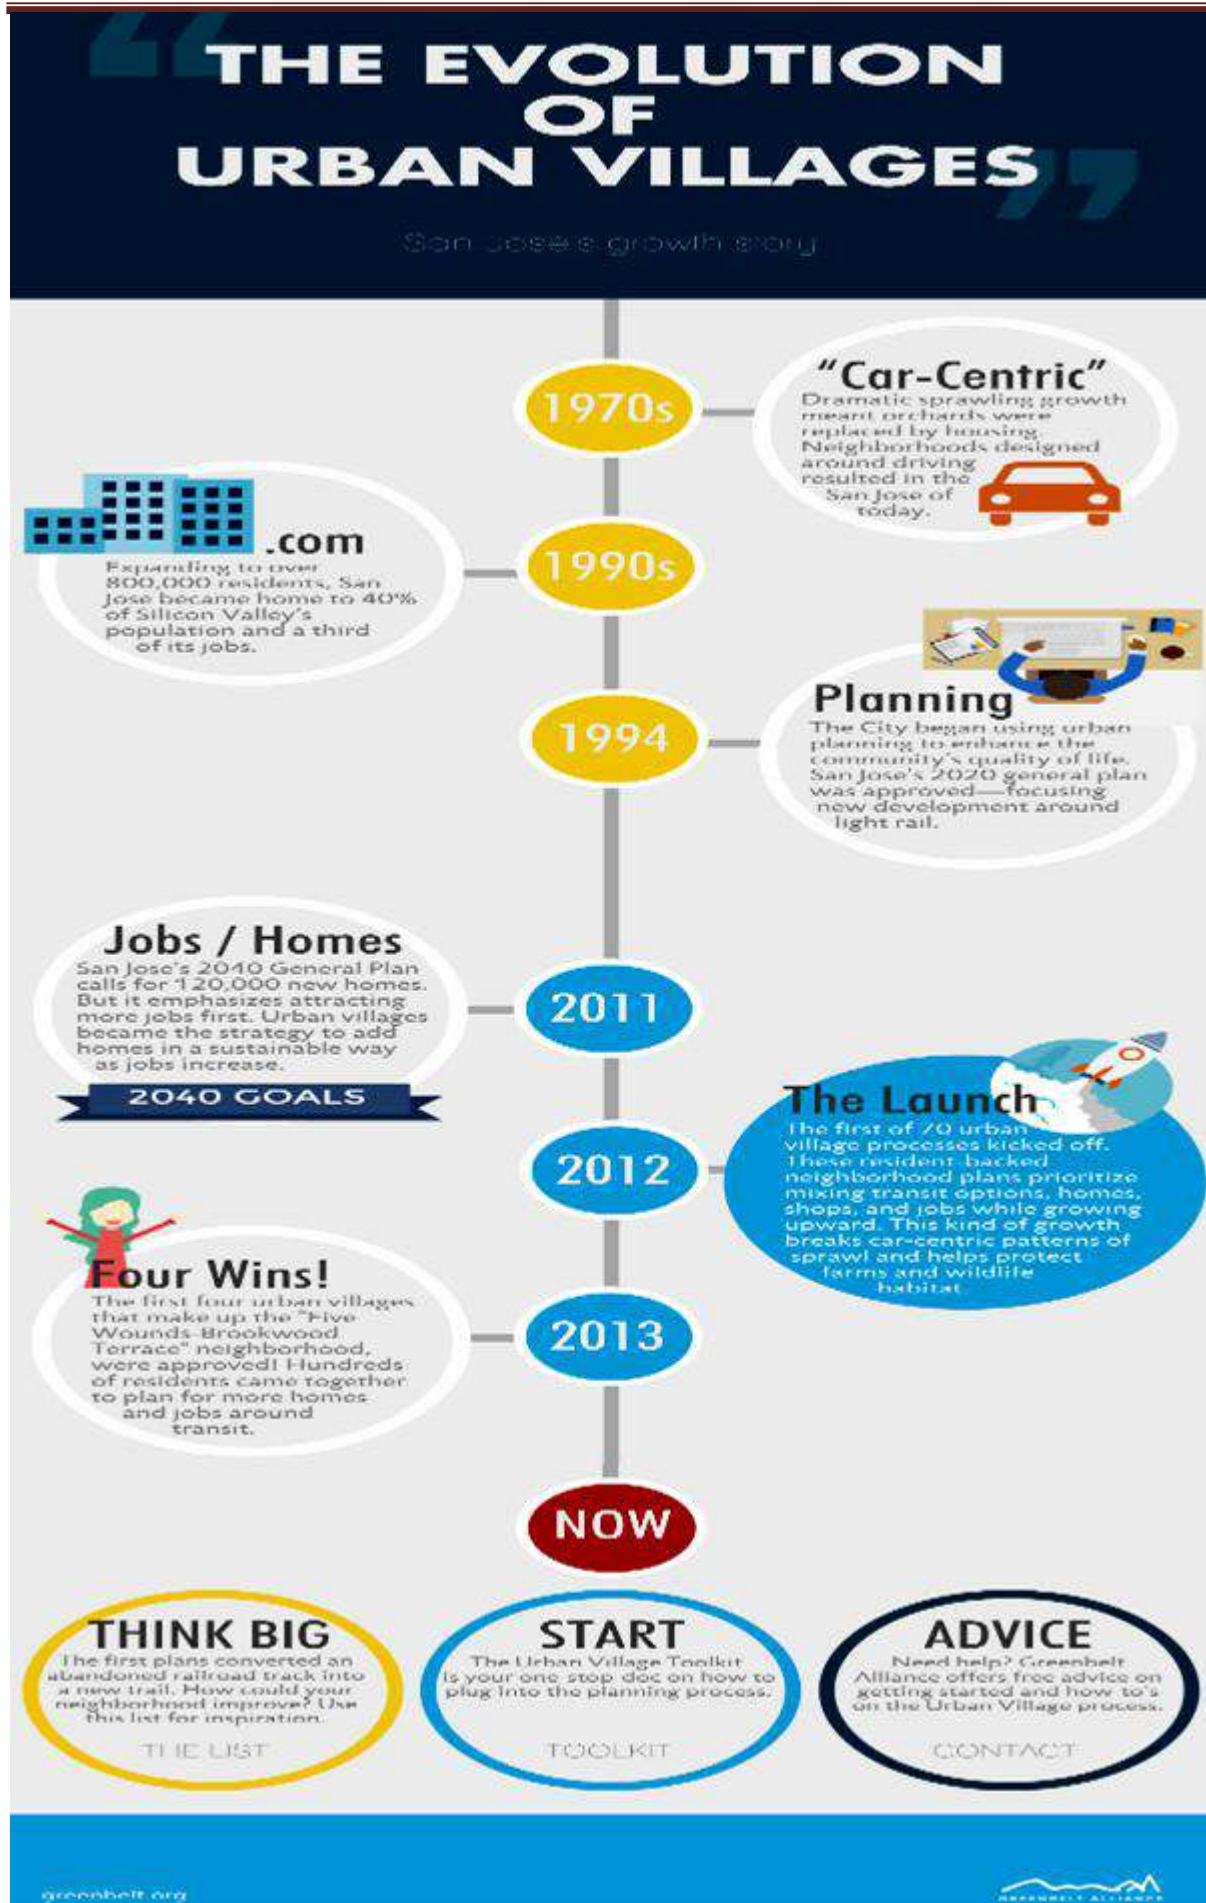 THE EVOLUTION
OF
URBAN VILLAGES
San Jose's growth story
1970s
"Car-Centric"
Dramatic sprawling growth
meant orchards were
replaced by housing.
Neighborhoods designed
around driving
resulted in the
San Jose of
today.
1990s
.com
Expanding to over
800,000 residents, San
Jose became home to 40%
of Silicon Valley's
population and a third
of its jobs.
1994
Planning
The City began using urban
planning to enhance the
community's quality of life.
San Jose's 2020 general plan
was approved—focusing
new development around
light rail.
2011
Jobs / Homes
San Jose's 2040 General Plan
calls for 120,000 new homes.
But it emphasizes attracting
more jobs first. Urban villages
became the strategy to add
homes in a sustainable way
as jobs increase.
2040 GOALS
2012
The Launch
The first of 70 urban
village processes kicked off.
These resident-backed
neighborhood plans prioritize
mixing transit options, homes,
shops, and jobs while growing
upward. This kind of growth
breaks car-centric patterns of
sprawl and helps protect
farms and wildlife
habitat.
2013
Four Wins!
The first four urban villages
that make up the "Five
Wounds-Brookwood
Terrace" neighborhood,
were approved! Hundreds
of residents came together
to plan for more homes
and jobs around
transit.
NOW
THINK BIG
The first plans converted an
abandoned railroad track into
a new trail. How could your
neighborhood improve? Use
this list for inspiration.
THE LIST
START
The Urban Village Toolkit
is your one stop doc on how to
plug into the planning process.
TOOLKIT
ADVICE
Need help? Greenbelt
Alliance offers free advice on
getting started and how-to's
on the Urban Village process.
CONTACT
greenbelt.org
GREENBELT ALLIANCE